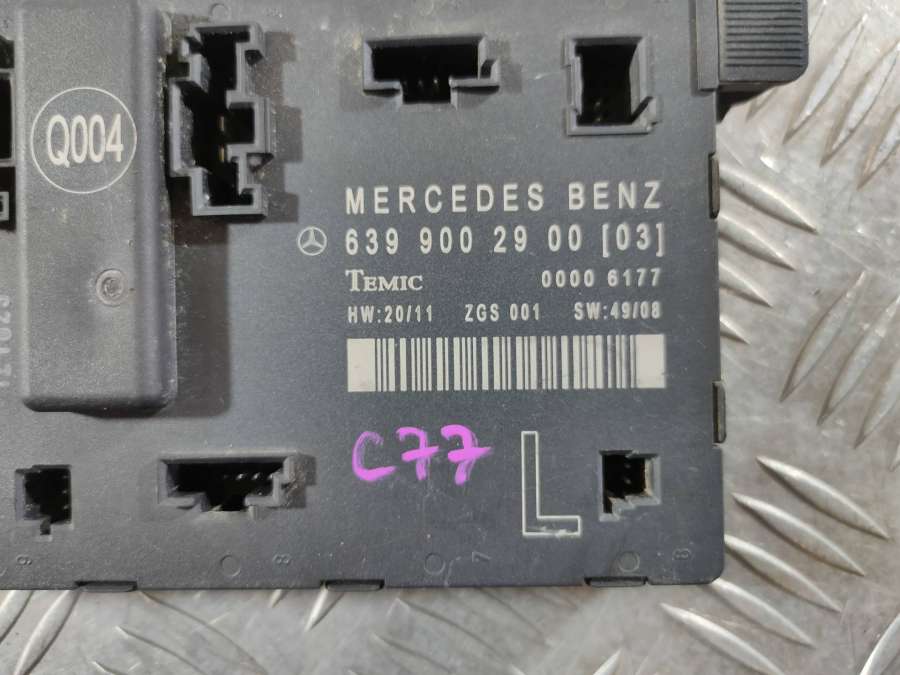 Q004
MERCEDES BENZ
639 900 29 00 [03]
TEMIC 0000 6177
HW:20/11 ZGS 001 SW:49/08
C77
L